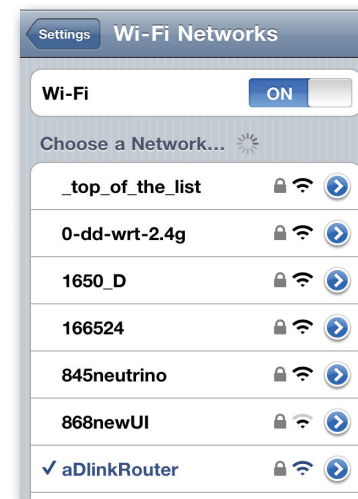 Settings
Wi-Fi Networks
Wi-Fi ON
Choose a Network...
_top_of_the_list
0-dd-wrt-2.4g
1650_D
166524
845neutrino
868newUI
aDlinkRouter